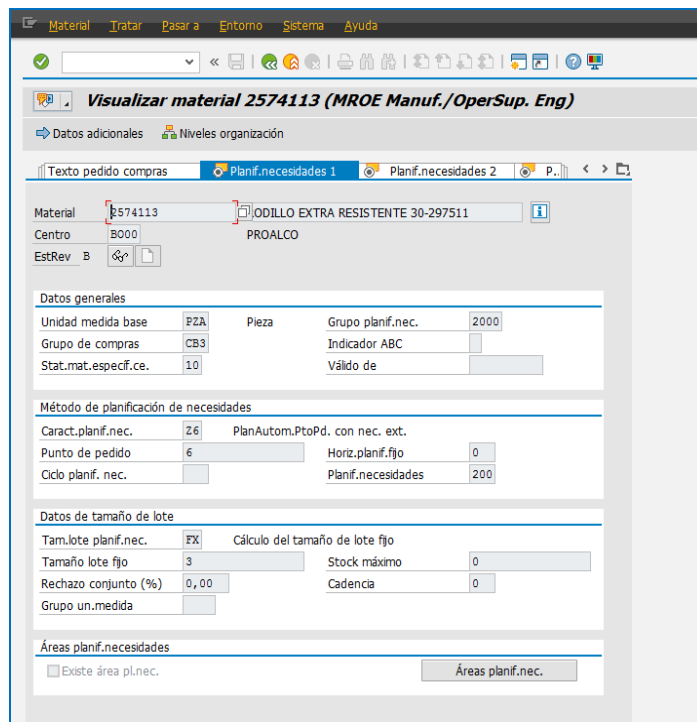 Material Tratar Pasar a Entorno Sistema Ayuda
Visualizar material 2574113 (MROE Manuf./OperSup. Eng)
Datos adicionales Niveles organización
Texto pedido compras Planif.necesidades 1 Planif.necesidades 2 P..
Material 2574113 ODILLO EXTRA RESISTENTE 30-297511
Centro BO00 PROALCO
EstRev B
Datos generales
Unidad medida base PZA Pieza Grupo planif.nec. 2000
Grupo de compras CB3 Indicador ABC
Stat.mat.específ.ce. 10 Válido de
Método de planificación de necesidades
Caract.planif.nec. Z6 PlanAutom.PtoPd. con nec. ext.
Punto de pedido 6 Horiz.planif.fijo 0
Ciclo planif. nec. Planif.necesidades 200
Datos de tamaño de lote
Tam.lote planif.nec. FX Cálculo del tamaño de lote fijo
Tamaño lote fijo 3 Stock máximo 0
Rechazo conjunto (%) 0,00 Cadencia 0
Grupo un.medida
Áreas planif.necesidades
Existe área pl.nec. Áreas planif.nec.